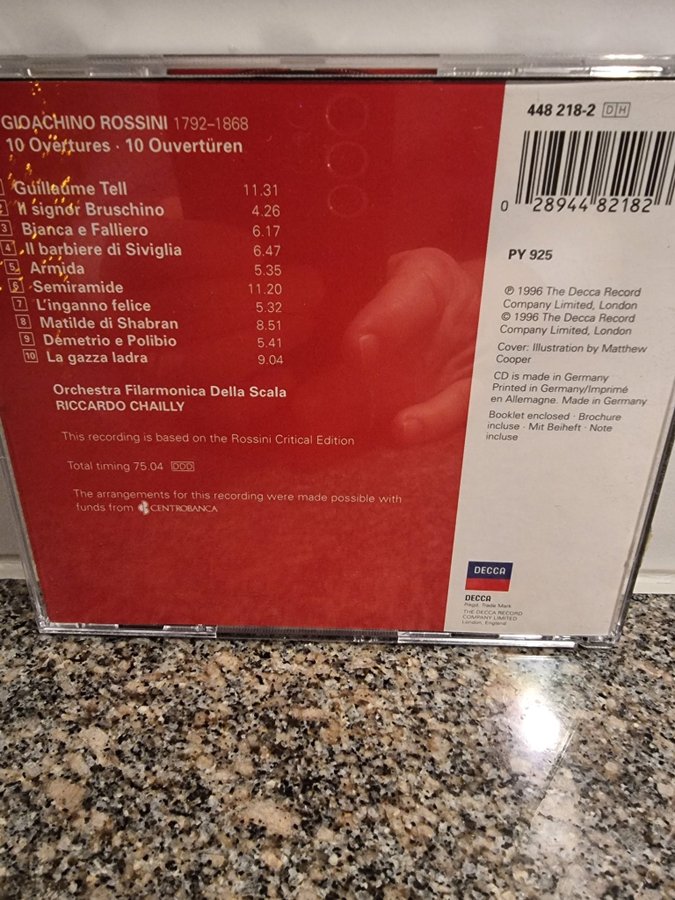 GIOACHINO ROSSINI 1792–1868
10 Overtures · 10 Ouvertüren
Guillaume Tell 11.31
2 Il signor Bruschino 4.26
3 Bianca e Falliero 6.17
4 Il barbiere di Siviglia 6.47
5 Armida 5.35
6 Semiramide 11.20
7 L'inganno felice 5.32
8 Matilde di Shabran 8.51
9 Demetrio e Polibio 5.41
10 La gazza ladra 9.04
Orchestra Filarmonica Della Scala
RICCARDO CHAILLY
This recording is based on the Rossini Critical Edition
Total timing 75.04 DDD
The arrangements for this recording were made possible with
funds from CENTROBANCA
448 218-2 DH
0 28944 82182
PY 925
℗ 1996 The Decca Record
Company Limited, London
© 1996 The Decca Record
Company Limited, London
Cover: Illustration by Matthew
Cooper
CD is made in Germany
Printed in Germany/Imprimé
en Allemagne. Made in Germany
Booklet enclosed · Brochure
incluse · Mit Beiheft · Note
incluse
DECCA
DECCA
Regd. Trade Mark
THE DECCA RECORD
COMPANY LIMITED
London, England